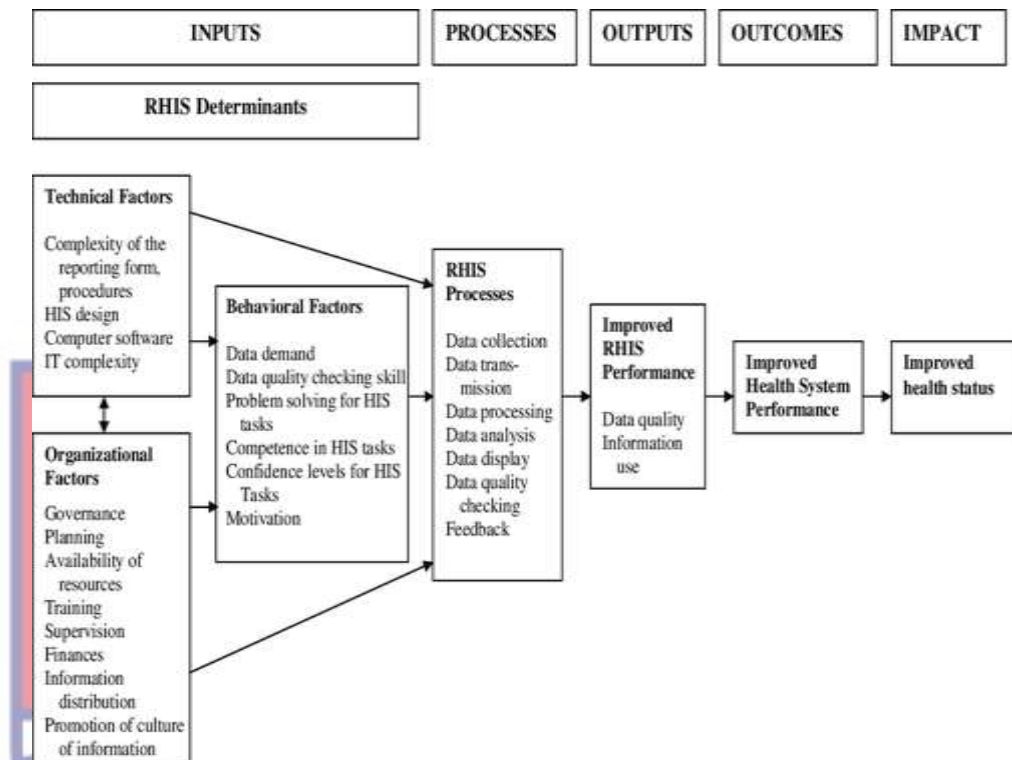 INPUTS
PROCESSES
OUTPUTS
OUTCOMES
IMPACT
RHIS Determinants
Technical Factors
Complexity of the
reporting form,
procedures
HIS design
Computer software
IT complexity
Organizational
Factors
Governance
Planning
Availability of
resources
Training
Supervision
Finances
Information
distribution
Promotion of culture
of information
Behavioral Factors
Data demand
Data quality checking skill
Problem solving for HIS
tasks
Competence in HIS tasks
Confidence levels for HIS
Tasks
Motivation
RHIS
Processes
Data collection
Data trans-
mission
Data processing
Data analysis
Data display
Data quality
checking
Feedback
Improved
RHIS
Performance
Data quality
Information
use
Improved
Health System
Performance
Improved
health status